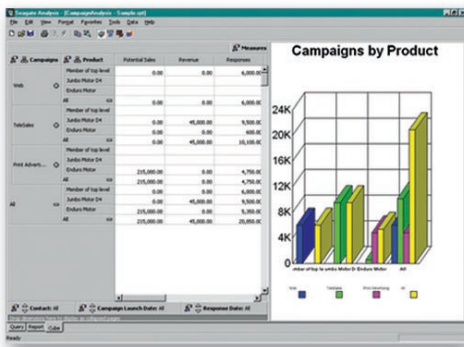 Seagate Analysis - [CampaignAnalysis - Sample.rpt]
File Edit View Format Favorites Tools Data Help
Measures
Campaigns Product Potential Sales Revenue Responses
Web
Member of top level 0.00 0.00 6,000.00
Jumbo Motor D4
Enduro Motor
All 0.00 0.00 6,000.00
TeleSales
Member of top level
Jumbo Motor D4 0.00 45,000.00 9,500.00
Enduro Motor 0.00 0.00 600.00
All 0.00 45,000.00 10,100.00
Print Adverti...
Member of top level
Jumbo Motor D4
Enduro Motor 215,000.00 0.00 4,750.00
All 215,000.00 0.00 4,750.00
All
Member of top level 0.00 0.00 6,000.00
Jumbo Motor D4 0.00 45,000.00 9,500.00
Enduro Motor 215,000.00 0.00 5,350.00
All 215,000.00 45,000.00 20,850.00
Contact: All Campaign Launch Date: All Response Date: All
Query Report Cube
Ready
Campaigns by Product
24K
20K
16K
12K
8K
4K
0
Enduro Motor
All